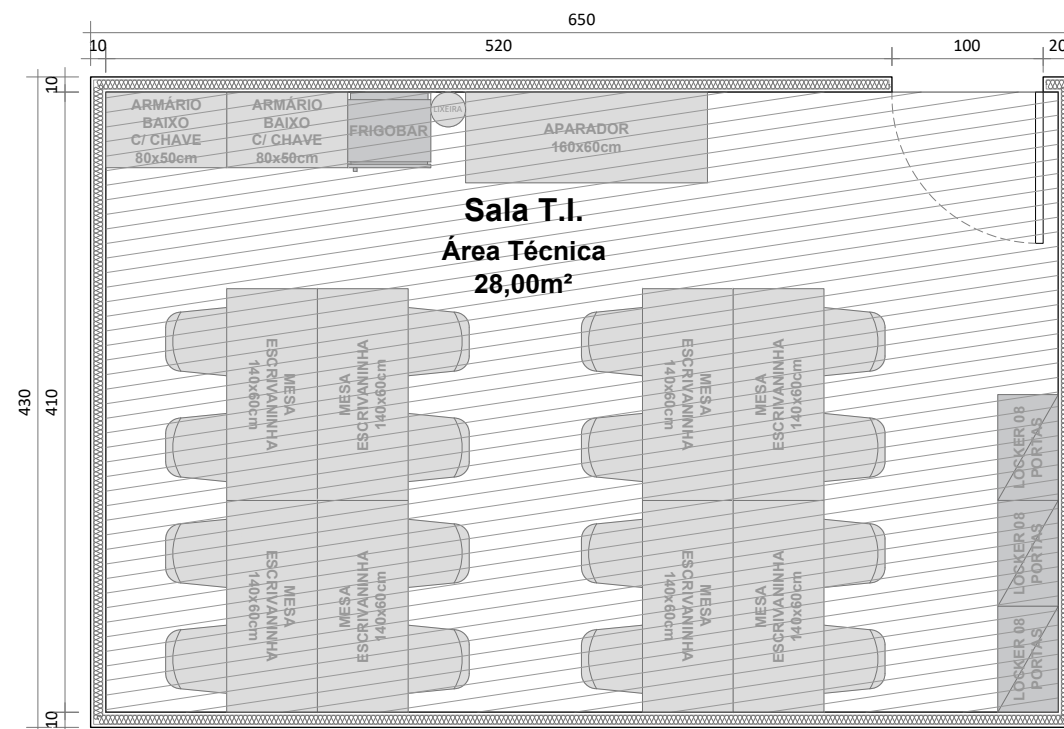 650
10
520
100
20
10
ARMÁRIO
BAIXO
C/ CHAVE
80x50cm
ARMÁRIO
BAIXO
C/ CHAVE
80x50cm
FRIGOBAR
LIXEIRA
APARADOR
160x60cm
Sala T.I.
Área Técnica
28,00m²
430
410
MESA
ESCRIVANINHA
140x60cm
MESA
ESCRIVANINHA
140x60cm
MESA
ESCRIVANINHA
140x60cm
MESA
ESCRIVANINHA
140x60cm
LOCKER 08
PORTAS
MESA
ESCRIVANINHA
140x60cm
MESA
ESCRIVANINHA
140x60cm
MESA
ESCRIVANINHA
140x60cm
MESA
ESCRIVANINHA
140x60cm
LOCKER 08
PORTAS
LOCKER 08
PORTAS
10